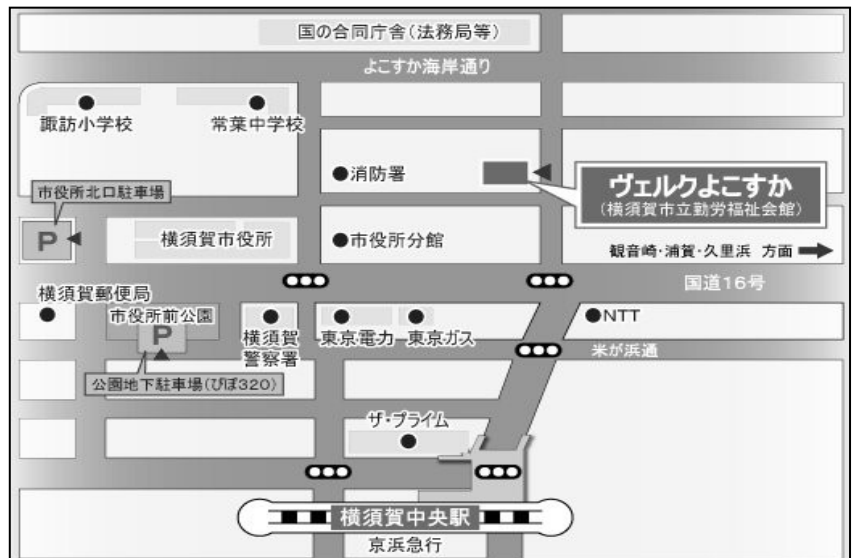 国の合同庁舎(法務局等)
よこすか海岸通り
諏訪小学校
常葉中学校
消防署
ヴェルクよこすか
(横須賀市立勤労福祉会館)
市役所北口駐車場
P
横須賀市役所
市役所分館
観音崎・浦賀・久里浜 方面
国道16号
横須賀郵便局
市役所前公園
P
横須賀
警察署
東京電力
東京ガス
NTT
米が浜通
公園地下駐車場(ぴぽ320)
ザ・プライム
横須賀中央駅
京浜急行